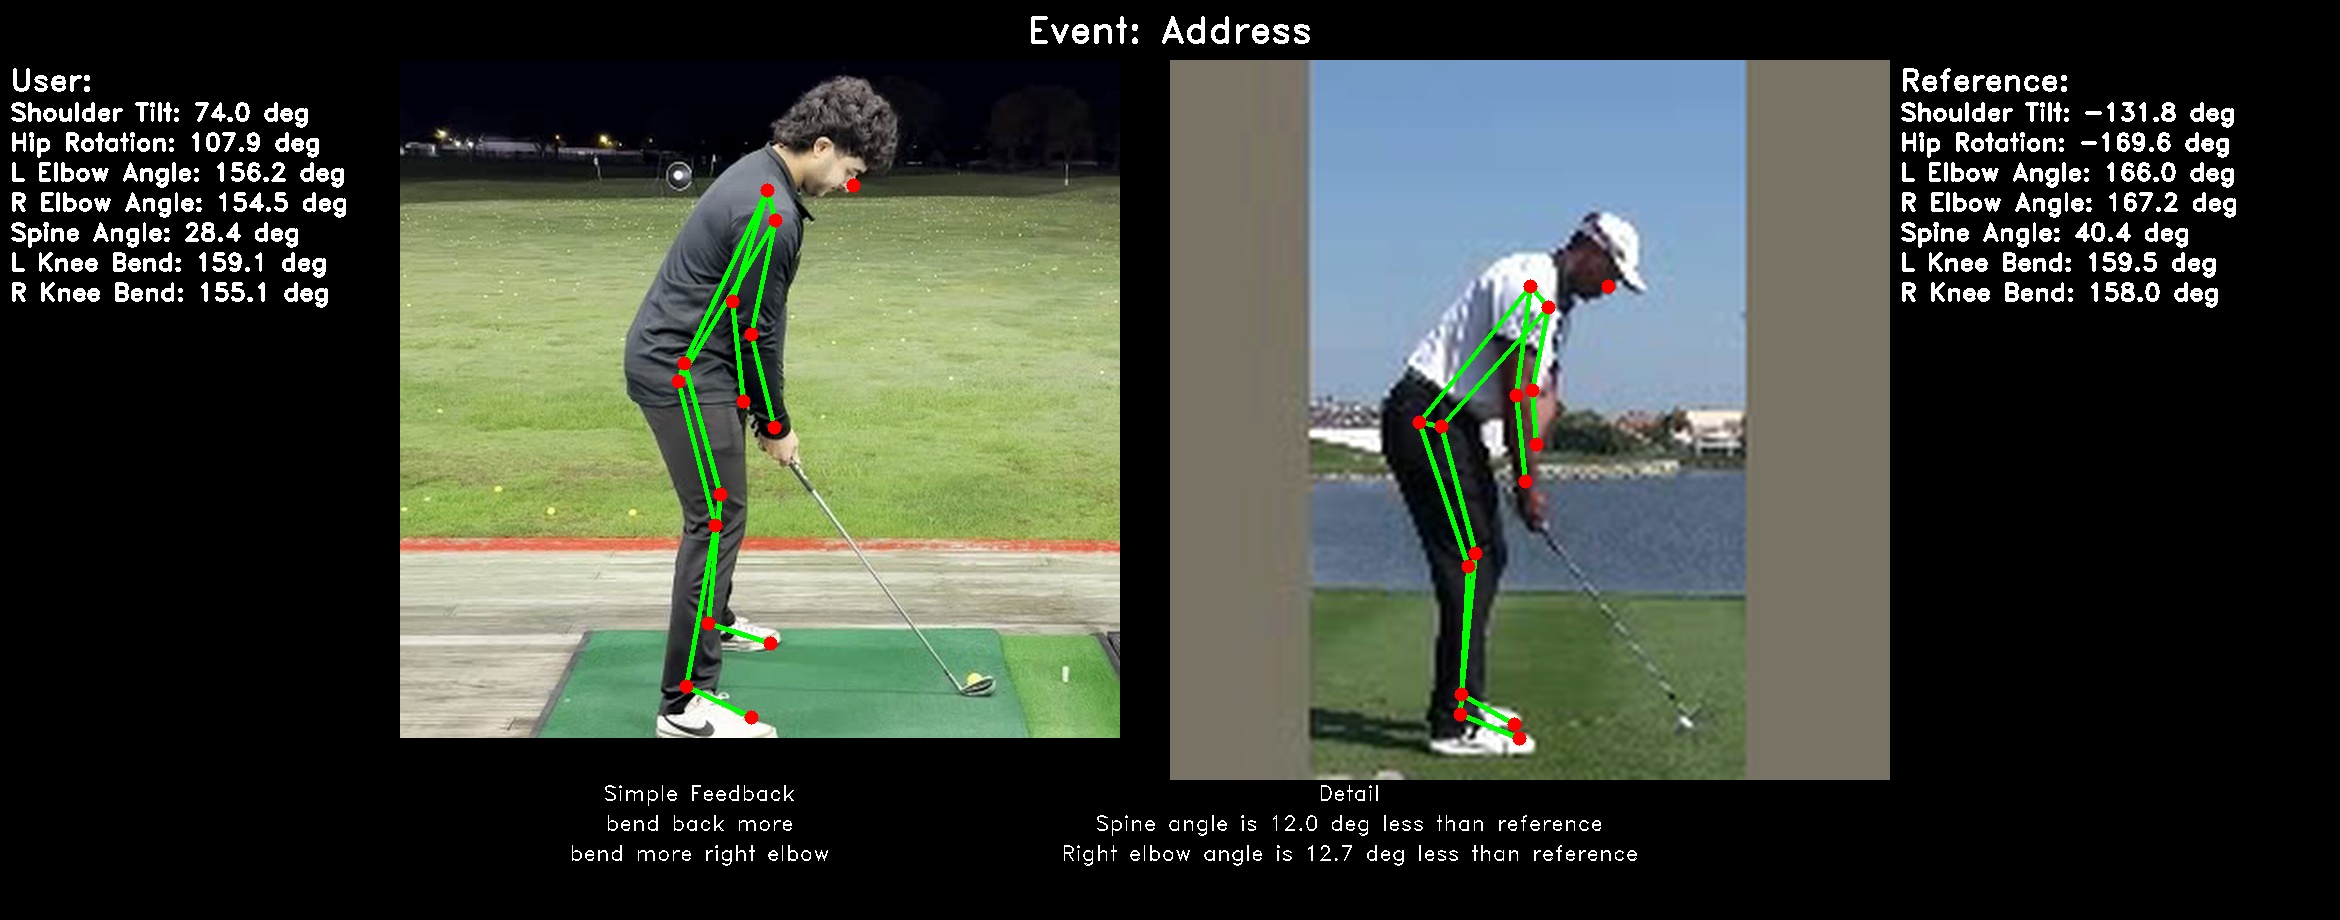 Event: Address
User:
Shoulder Tilt: 74.0 deg
Hip Rotation: 107.9 deg
L Elbow Angle: 156.2 deg
R Elbow Angle: 154.5 deg
Spine Angle: 28.4 deg
L Knee Bend: 159.1 deg
R Knee Bend: 155.1 deg
Reference:
Shoulder Tilt: -131.8 deg
Hip Rotation: -169.6 deg
L Elbow Angle: 166.0 deg
R Elbow Angle: 167.2 deg
Spine Angle: 40.4 deg
L Knee Bend: 159.5 deg
R Knee Bend: 158.0 deg
Simple Feedback
bend back more
bend more right elbow
Detail
Spine angle is 12.0 deg less than reference
Right elbow angle is 12.7 deg less than reference